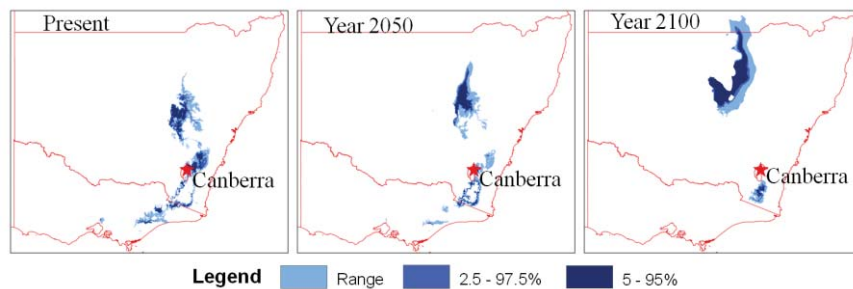 Present
Year 2050
Year 2100
Canberra
Canberra
Canberra
Legend Range 2.5 - 97.5% 5 - 95%